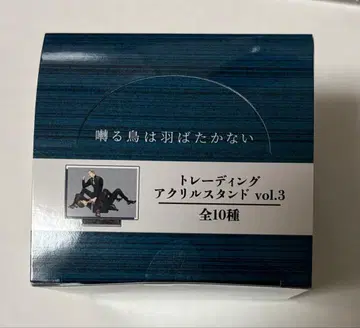 囀る鳥は羽ばたかない
トレーディング
アクリルスタンド vol.3
全10種